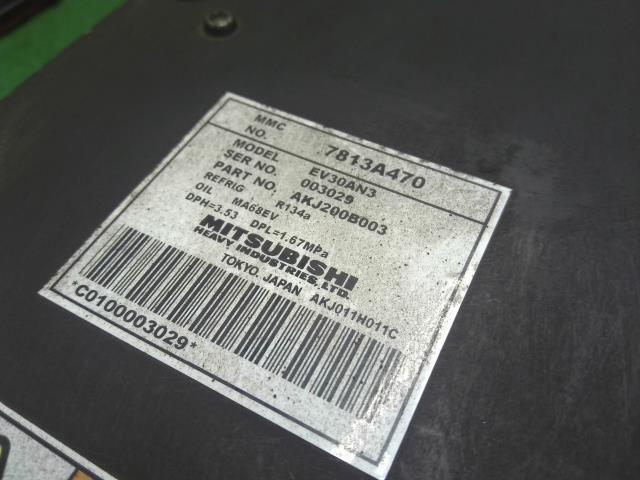 MMC NO. 7813A470
MODEL EV30AN3
SER NO. 003029
PART NO. AKJ200B003
REFRIG R134a
OIL MA68EV
DPH=3.53 DPL=1.67MPa
MITSUBISHI
HEAVY INDUSTRIES, LTD.
TOKYO. JAPAN AKJ011H011C
*C0100003029*